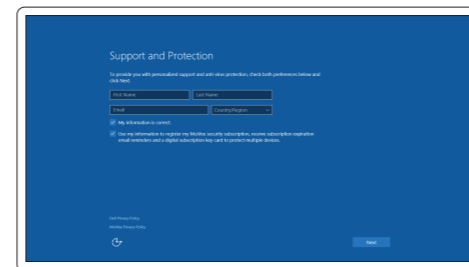 Support and Protection
To provide you with personalized support and anti-virus protection, check both preferences below and
click Next.
First Name
Last Name
Email
Country/Region
My information is correct.
Use my information to register my McAfee security subscription, receive subscription expiration
email reminders and a digital subscription key card to protect multiple devices.
Dell Privacy Policy
McAfee Privacy Policy
Next